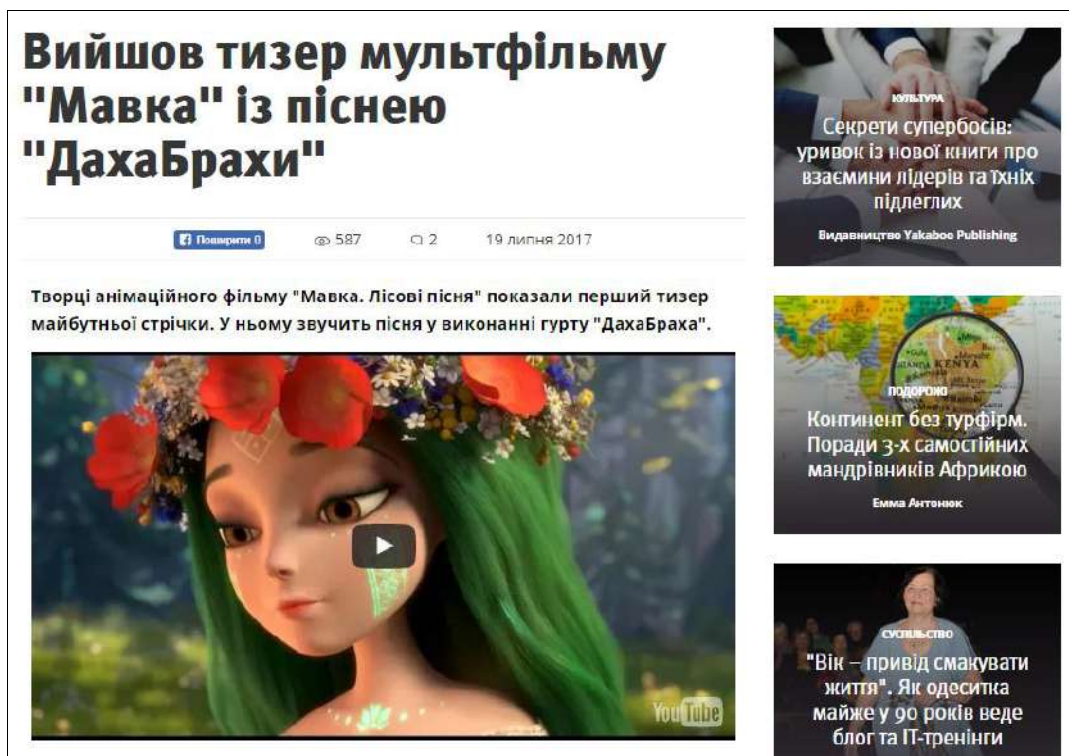 Вийшов тизер мультфільму
"Мавка" із піснею
"ДахаБрахи"
Поширити 0
587
2
19 липня 2017
Творці анімаційного фільму "Мавка. Лісові пісня" показали перший тизер
майбутньої стрічки. У ньому звучить пісня у виконанні гурту "ДахаБраха".
YouTube
КУЛЬТУРА
Секрети супербосів:
уривок із нової книги про
взаємини лідерів та їхніх
підлеглих
Видавництво Yakaboo Publishing
KENYA
ПОДОРОЖІ
Континент без турфірм.
Поради 3-х самостійних
мандрівників Африкою
Емма Антонюк
СУСПІЛЬСТВО
"Вік – привід смакувати
життя". Як одеситка
майже у 90 років веде
блог та ІТ-тренінги